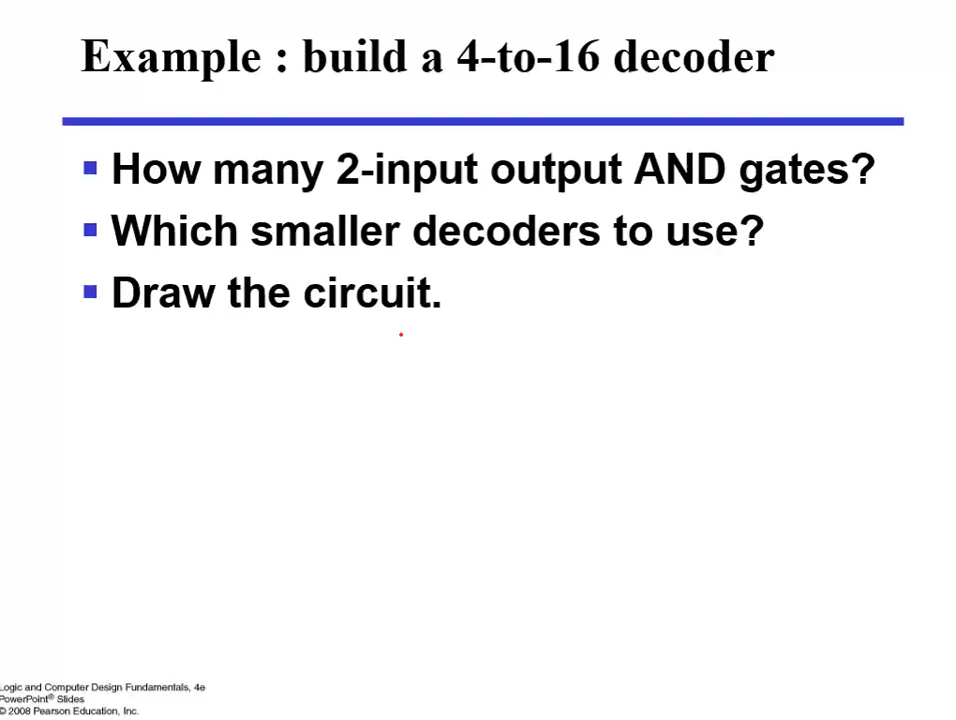 Example : build a 4-to-16 decoder
How many 2-input output AND gates?
Which smaller decoders to use?
Draw the circuit.
Logic and Computer Design Fundamentals, 4e
PowerPoint® Slides
© 2008 Pearson Education, Inc.